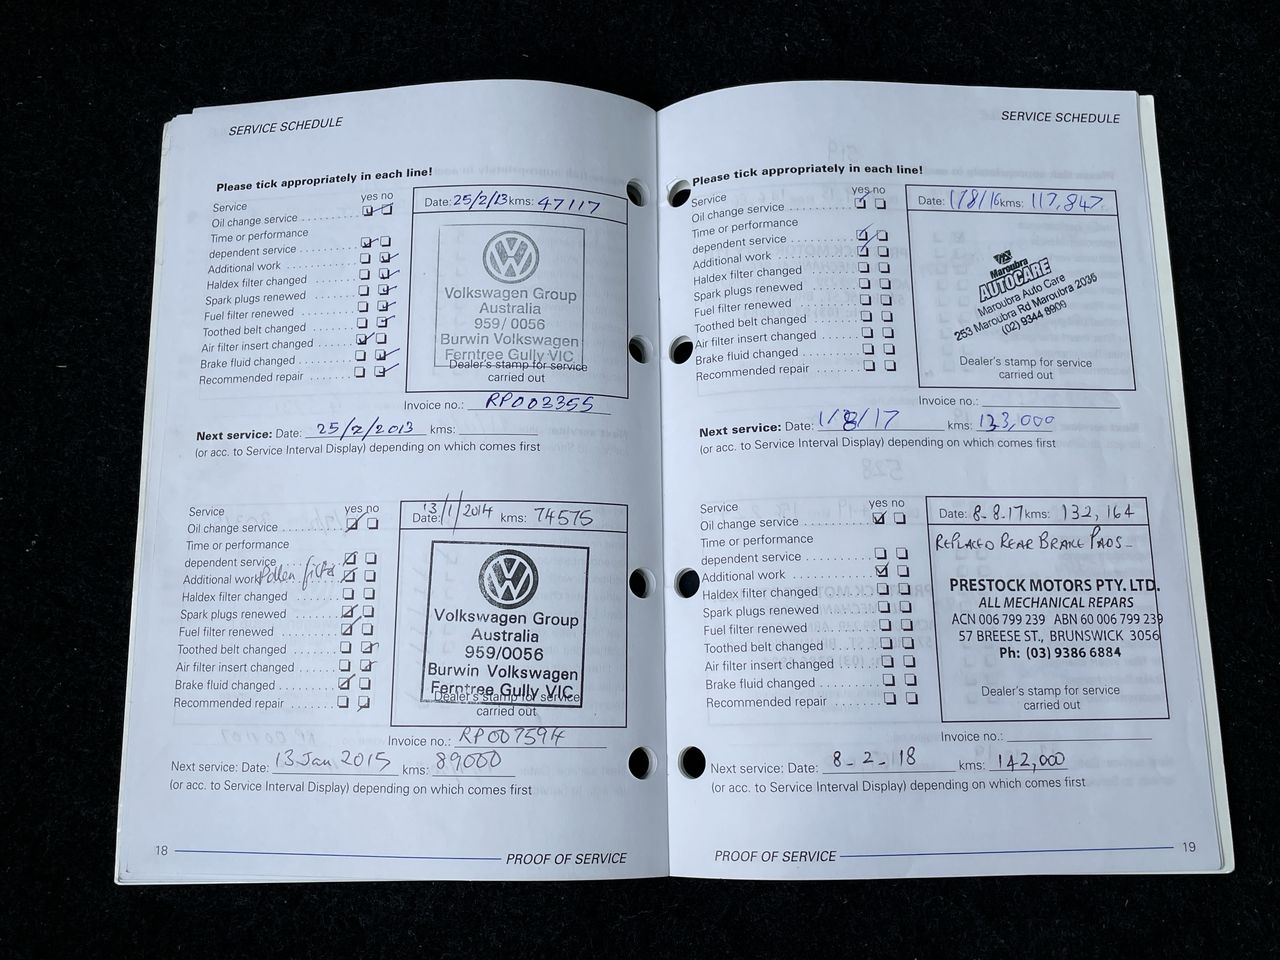 SERVICE SCHEDULE
Please tick appropriately in each line!
Service yes no
Oil change service
Time or performance
dependent service
Additional work
Haldex filter changed
Spark plugs renewed
Fuel filter renewed
Toothed belt changed
Air filter insert changed
Brake fluid changed
Recommended repair
Date: 25/2/13 kms: 47117
Volkswagen Group
Australia
959/ 0056
Burwin Volkswagen
Ferntree Gully VIC
Dealer's stamp for service
carried out
Invoice no.: RP003355
Next service: Date: 25/2/2013 kms:
(or acc. to Service Interval Display) depending on which comes first
Service yes no
Oil change service
Time or performance
dependent service
Additional work Pollen filter
Haldex filter changed
Spark plugs renewed
Fuel filter renewed
Toothed belt changed
Air filter insert changed
Brake fluid changed
Recommended repair
Date: 13/1/2014 kms: 74575
Volkswagen Group
Australia
959/0056
Burwin Volkswagen
Ferntree Gully VIC
Dealer's stamp for service
carried out
Invoice no.: RP007594
Next service: Date: 13 Jan 2015 kms: 89000
(or acc. to Service Interval Display) depending on which comes first
18 PROOF OF SERVICE
SERVICE SCHEDULE
Please tick appropriately in each line!
Service yes no
Oil change service
Time or performance
dependent service
Additional work
Haldex filter changed
Spark plugs renewed
Fuel filter renewed
Toothed belt changed
Air filter insert changed
Brake fluid changed
Recommended repair
Date: 1/8/16 kms: 117,847
Maroubra
AUTOCARE
Maroubra Auto Care
253 Maroubra Rd Maroubra 2035
(02) 9344 8909
Dealer's stamp for service
carried out
Invoice no.:
Next service: Date: 1/8/17 kms: 133,000
(or acc. to Service Interval Display) depending on which comes first
Service yes no
Oil change service
Time or performance
dependent service
Additional work
Haldex filter changed
Spark plugs renewed
Fuel filter renewed
Toothed belt changed
Air filter insert changed
Brake fluid changed
Recommended repair
Date: 8-8-17 kms: 132,164
REPLACED REAR BRAKE PADS-
PRESTOCK MOTORS PTY. LTD.
ALL MECHANICAL REPARS
ACN 006 799 239 ABN 60 006 799 239
57 BREESE ST., BRUNSWICK 3056
Ph: (03) 9386 6884
Dealer's stamp for service
carried out
Invoice no.:
Next service: Date: 8-2-18 kms: 142,000
(or acc. to Service Interval Display) depending on which comes first
PROOF OF SERVICE 19